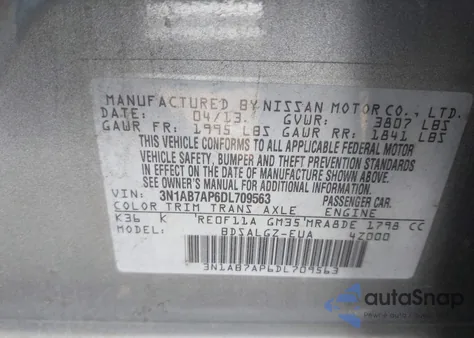 MANUFACTURED BY NISSAN MOTOR CO., LTD.
DATE: 04/13. GVWR: 3807 LBS
GAWR FR: 1995 LBS GAWR RR: 1841 LBS
THIS VEHICLE CONFORMS TO ALL APPLICABLE FEDERAL MOTOR
VEHICLE SAFETY, BUMPER AND THEFT PREVENTION STANDARDS
IN EFFECT ON THE DATE OF MANUFACTURE SHOWN ABOVE.
SEE OWNER'S MANUAL FOR ADDITIONAL INFORMATION.
VIN: 3N1AB7AP6DL709563 PASSENGER CAR.
COLOR TRIM TRANS AXLE ENGINE
K36 K RE0F11A GM35 MRA8DE 1798 CC
MODEL: BDSALGZ-EUA 4Z000
3N1AB7AP6DL709563
autoSnap